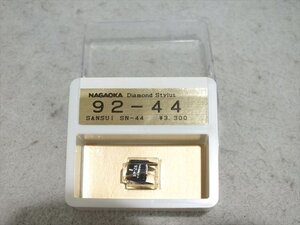 NAGAOKA Diamond Stylus
92-44
SANSUI SN-44 ¥3,300